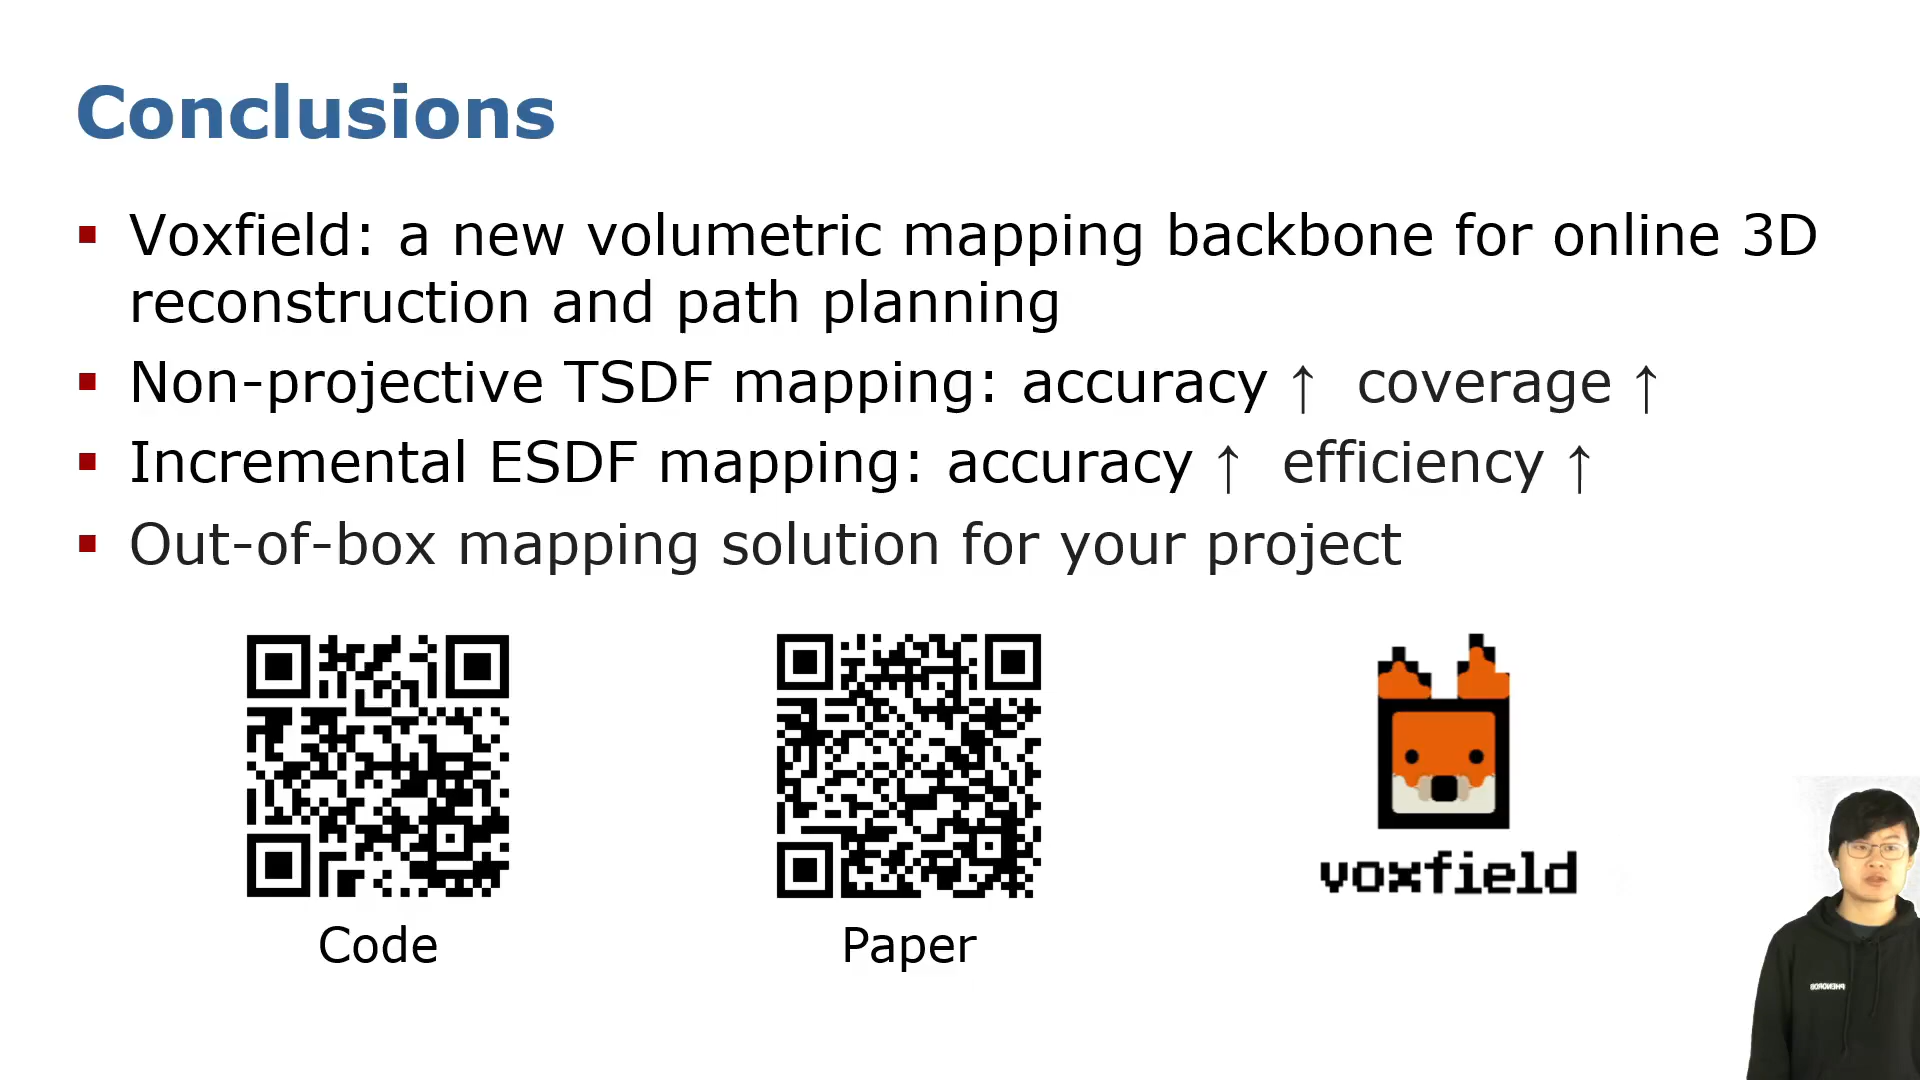 Conclusions
▪ Voxfield: a new volumetric mapping backbone for online 3D
reconstruction and path planning
▪ Non-projective TSDF mapping: accuracy ↑ coverage ↑
▪ Incremental ESDF mapping: accuracy ↑ efficiency ↑
▪ Out-of-box mapping solution for your project
voxfield
Code
Paper
PHENOROB